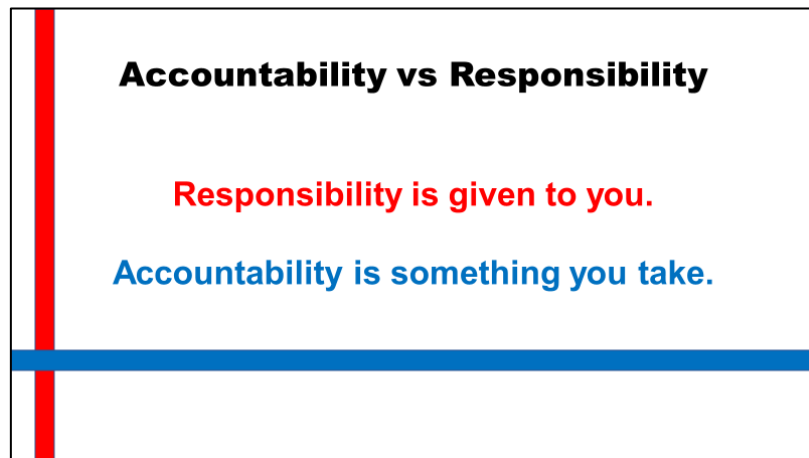 Accountability vs Responsibility
Responsibility is given to you.
Accountability is something you take.